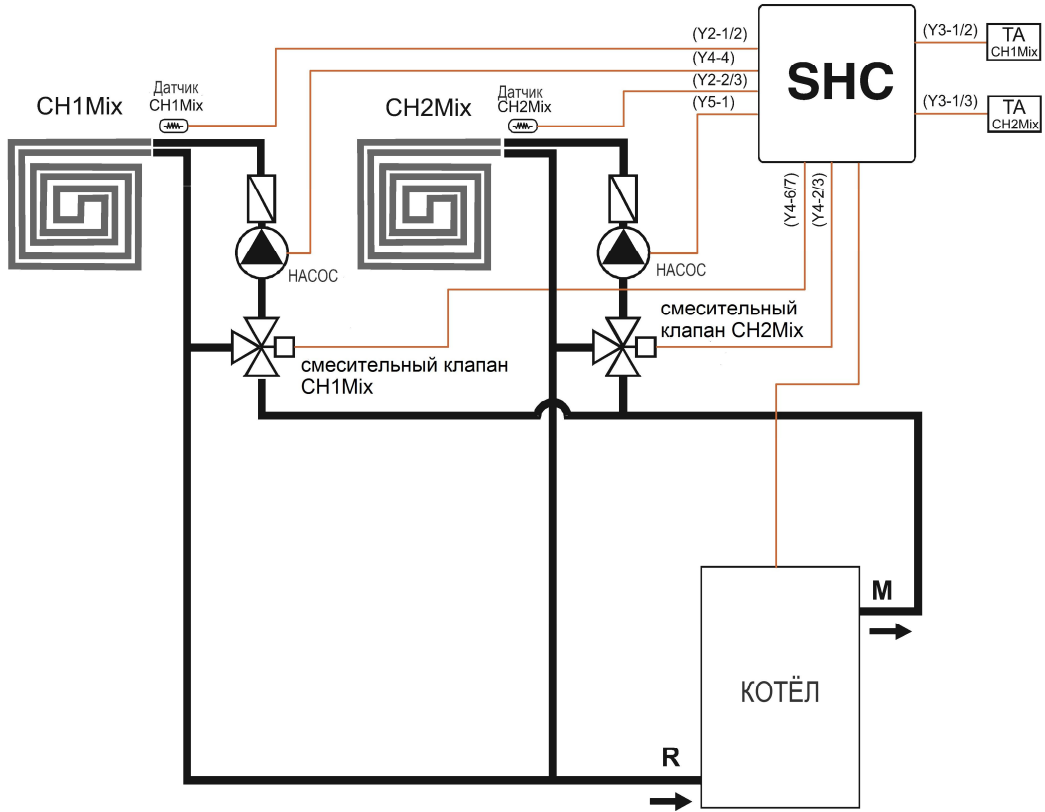 (Y2-1/2)
(Y4-4)
(Y2-2/3)
(Y5-1)
SHC
(Y3-1/2)
TA
CH1Mix
(Y3-1/3)
TA
CH2Mix
CH1Mix
Датчик
CH1Mix
CH2Mix
Датчик
CH2Mix
(Y4-6/7)
(Y4-2/3)
НАСОС
НАСОС
смесительный
клапан CH2Mix
смесительный клапан
CH1Mix
M
КОТЁЛ
R